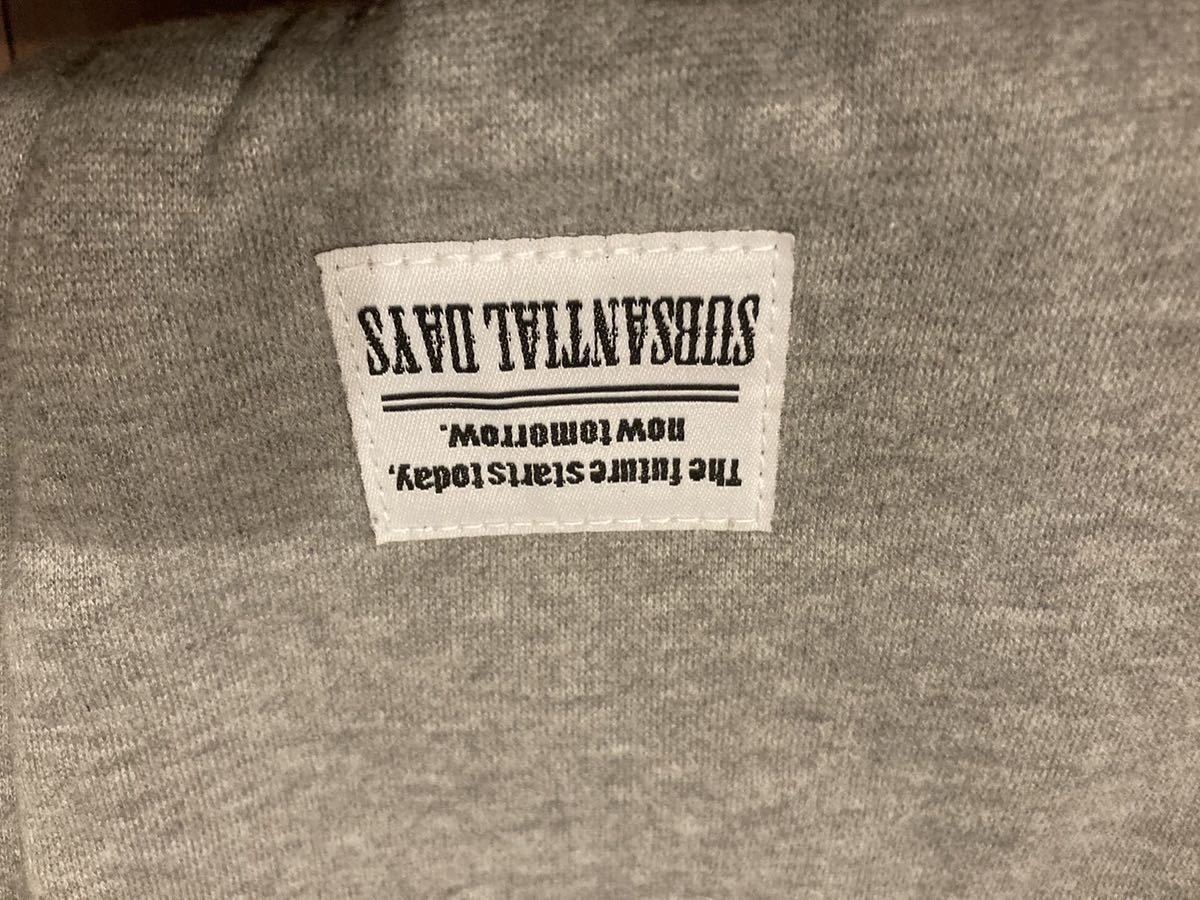 The future starts today,
now tomorrow.
SUBSANTIAL DAYS